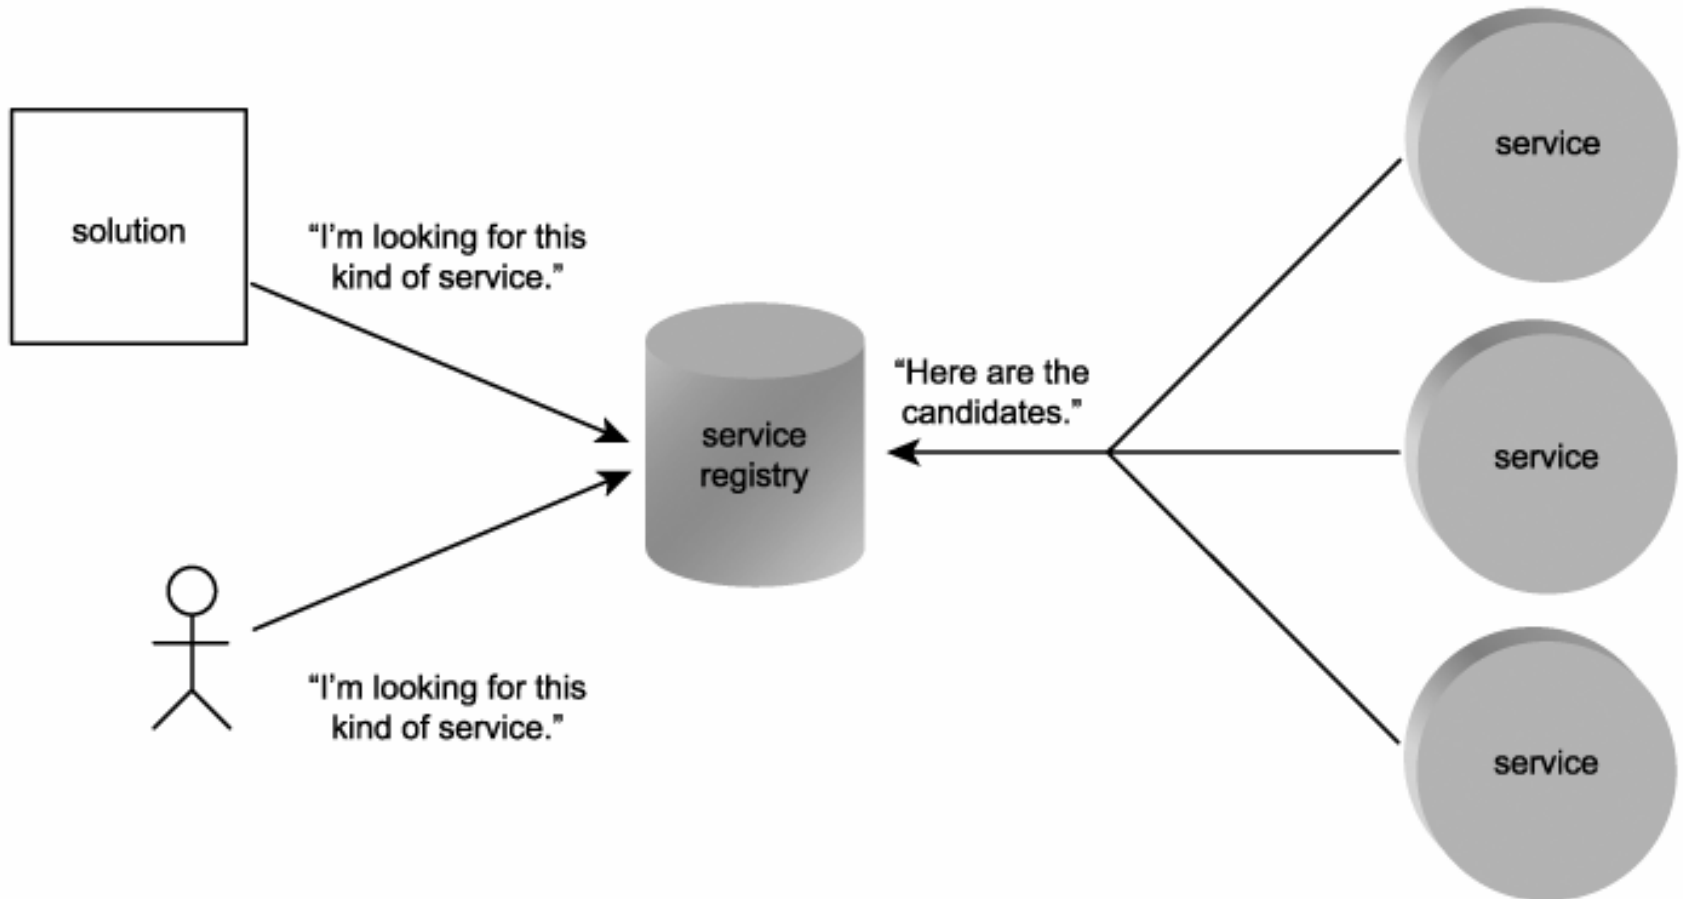 solution
“I’m looking for this
kind of service.”
service
registry
“I’m looking for this
kind of service.”
“Here are the
candidates.”
service
service
service